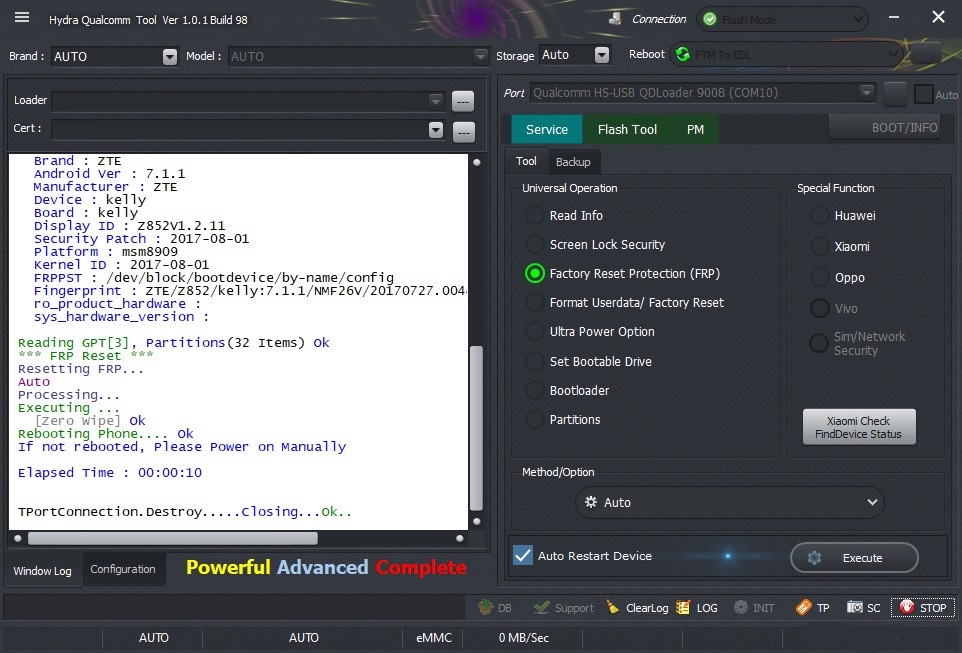 Hydra Qualcomm Tool Ver 1.0.1 Build 98
Connection
Flash Mode
Brand : AUTO Model : AUTO
Storage Auto
Reboot FTM To EDL
Loader ---
Cert : ---
Port Qualcomm HS-USB QDLoader 9008 (COM10) Auto
Service Flash Tool PM BOOT/INFO
Tool Backup
Brand : ZTE
Android Ver : 7.1.1
Manufacturer : ZTE
Device : kelly
Board : kelly
Display ID : Z852V1.2.11
Security Patch : 2017-08-01
Platform : msm8909
Kernel ID : 2017-08-01
FRPPST : /dev/block/bootdevice/by-name/config
Fingerprint : ZTE/Z852/kelly:7.1.1/NMF26V/20170727.004
ro_product_hardware :
sys_hardware_version :
Reading GPT[3], Partitions(32 Items) Ok
*** FRP Reset ***
Resetting FRP...
Auto
Processing...
Executing ...
[Zero Wipe] Ok
Rebooting Phone.... Ok
If not rebooted, Please Power on Manually
Elapsed Time : 00:00:10
TPortConnection.Destroy.....Closing...Ok..
Universal Operation
Read Info
Screen Lock Security
Factory Reset Protection (FRP)
Format Userdata/ Factory Reset
Ultra Power Option
Set Bootable Drive
Bootloader
Partitions
Special Function
Huawei
Xiaomi
Oppo
Vivo
Sim/Network
Security
Xiaomi Check
FindDevice Status
Method/Option
Auto
Auto Restart Device
Execute
Window Log Configuration
Powerful Advanced Complete
DB Support ClearLog LOG INIT TP SC STOP
AUTO AUTO eMMC 0 MB/Sec